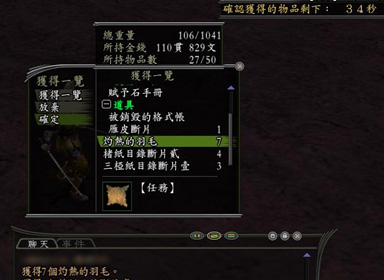 確認獲得的物品剩下： ３４秒
總重量 106/1041
所持金錢 110貫 829文
所持物品數 27/50
獲得一覽
獲得一覽
放棄
確定
賦予石手冊
道具
被銷毀的格式帳
雁皮斷片 1
灼熱的羽毛 7
楮紙目錄斷片貳 4
三椏紙目錄斷片壹 3
【任務】
聊天
事件
獲得7個灼熱的羽毛。